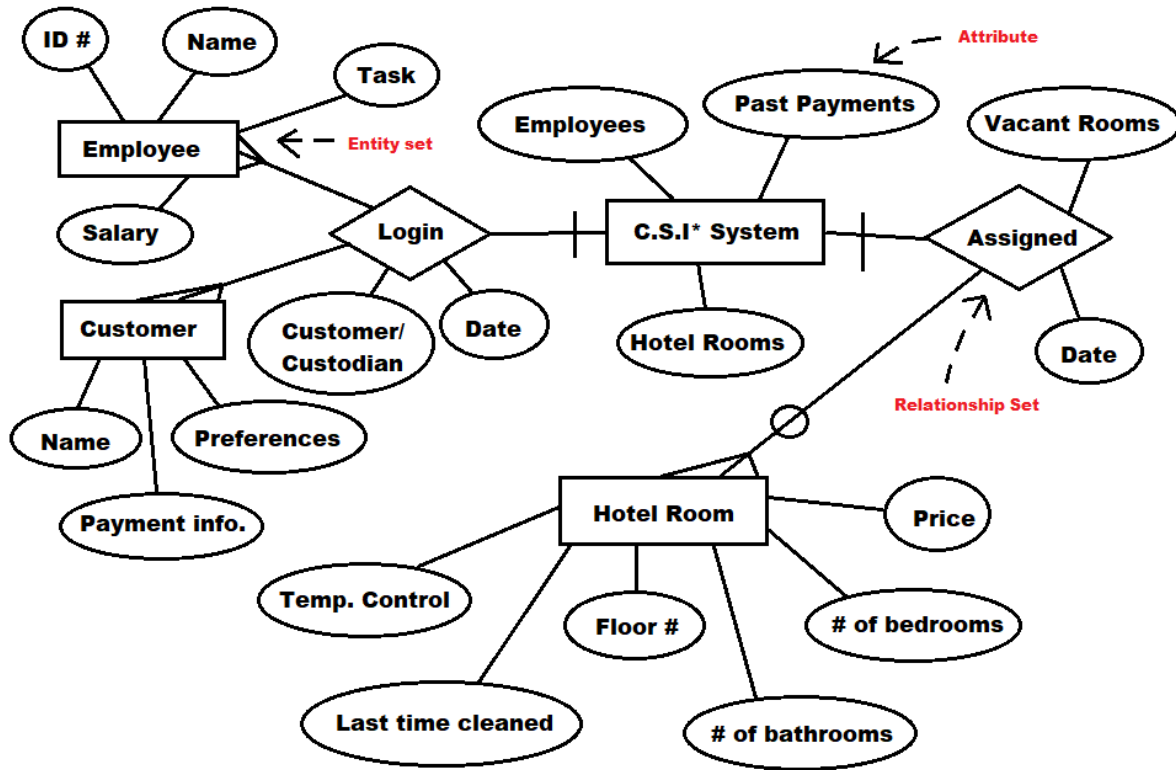 ID #
Name
Task
Employee
Entity set
Salary
Attribute
Past Payments
Employees
Vacant Rooms
Login
C.S.I* System
Assigned
Customer
Customer/
Custodian
Date
Hotel Rooms
Date
Relationship Set
Name
Preferences
Payment info.
Hotel Room
Price
Temp. Control
Floor #
# of bedrooms
Last time cleaned
# of bathrooms